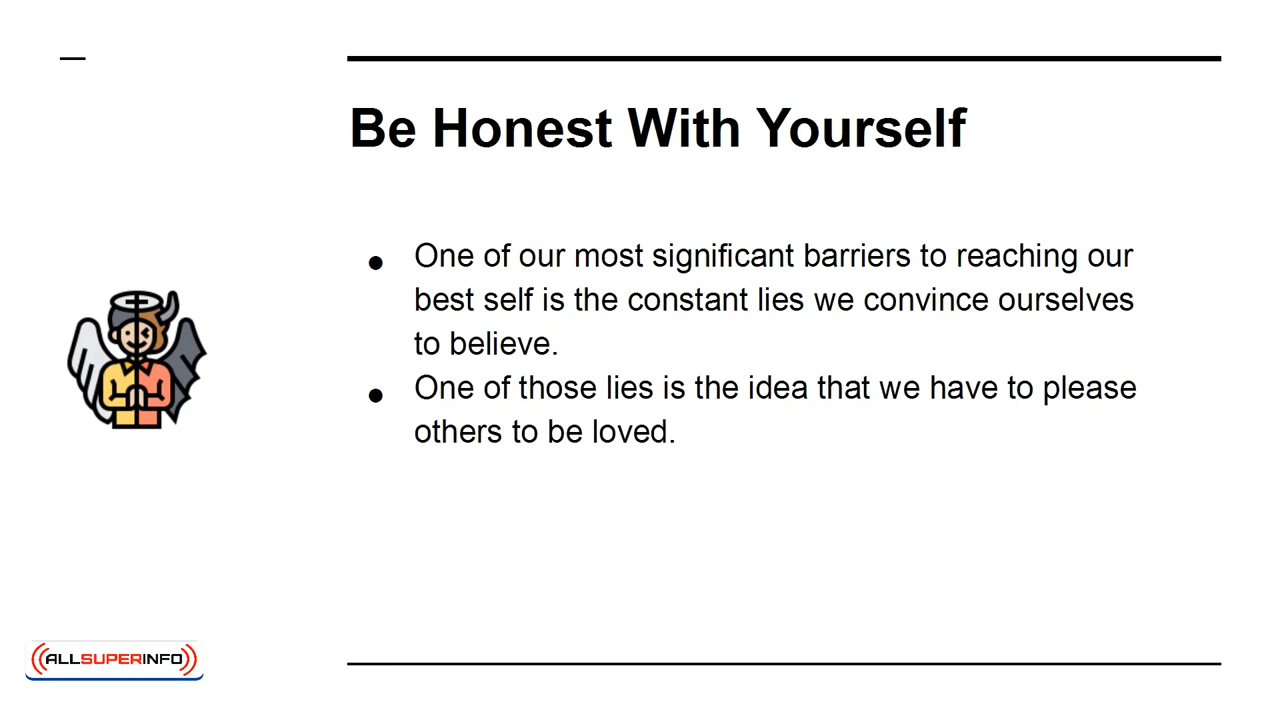 Be Honest With Yourself
● One of our most significant barriers to reaching our
best self is the constant lies we convince ourselves
to believe.
● One of those lies is the idea that we have to please
others to be loved.
ALLSUPERINFO